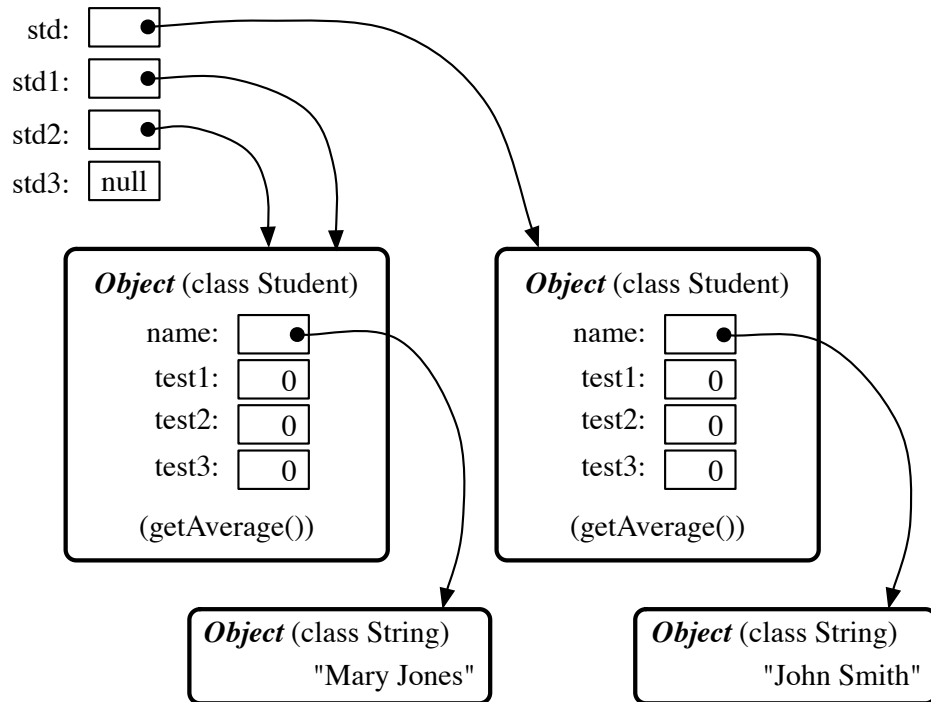 std:
std1:
std2:
std3: null
Object (class Student)
name:
test1: 0
test2: 0
test3: 0
(getAverage())
Object (class Student)
name:
test1: 0
test2: 0
test3: 0
(getAverage())
Object (class String)
"Mary Jones"
Object (class String)
"John Smith"